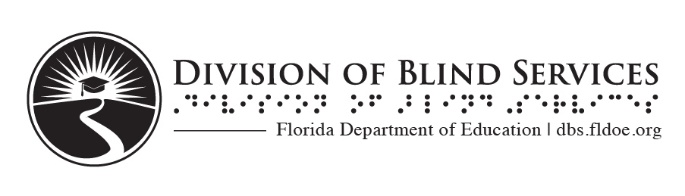 DIVISION OF BLIND SERVICES
⠠⠙⠊⠧⠊⠎⠊⠕⠝ ⠕⠋ ⠠⠃⠇⠊⠝⠙ ⠠⠎⠑⠗⠧⠊⠉⠑⠎
Florida Department of Education | dbs.fldoe.org